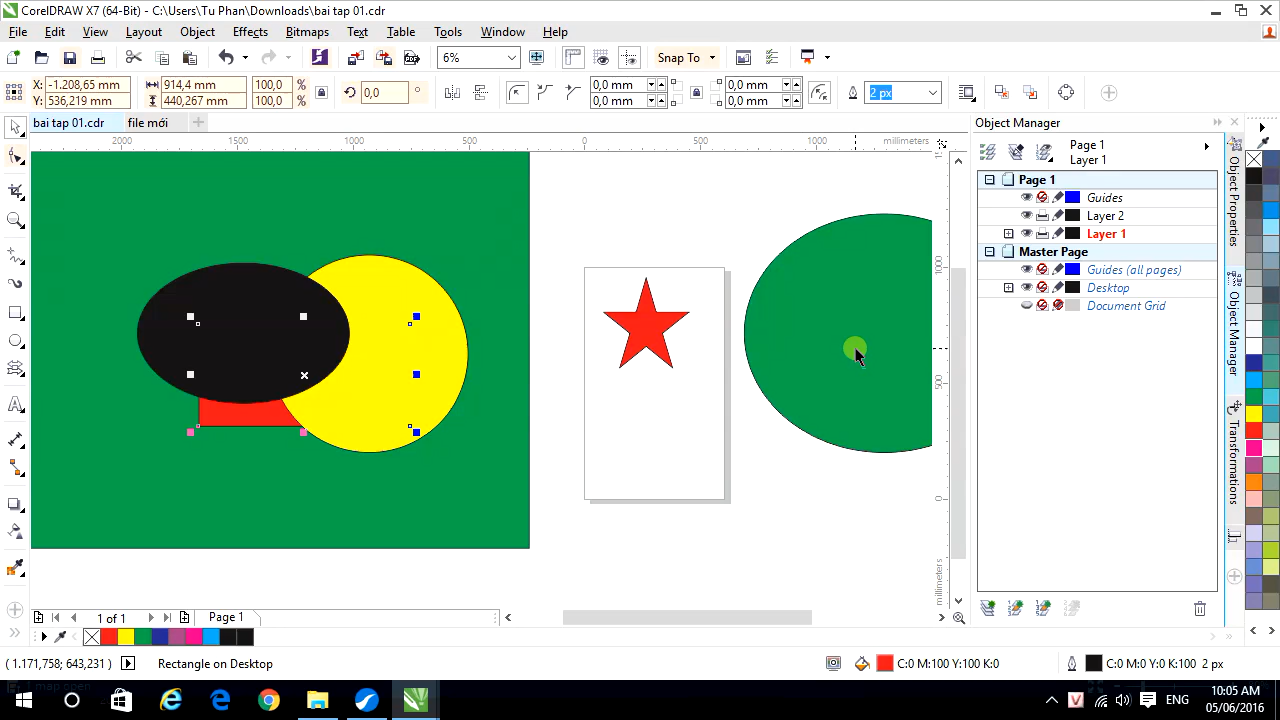 CorelDRAW X7 (64-Bit) - C:\Users\Tu Phan\Downloads\bai tap 01.cdr
File Edit View Layout Object Effects Bitmaps Text Table Tools Window Help
6% Snap To
X: -1.208,65 mm 914,4 mm 100,0 % 0,0 ° 0,0 mm 0,0 mm 2 px
Y: 536,219 mm 440,267 mm 100,0 % 0,0 mm 0,0 mm
bai tap 01.cdr file mới
2000 1500 1000 0 500 1000 millimeters
1000
500
0
millimeters
Object Manager
Page 1
Layer 1
Page 1
Guides
Layer 2
Layer 1
Master Page
Guides (all pages)
Desktop
Document Grid
Object Properties
Object Manager
Transformations
1 of 1 Page 1
( 1.171,758; 643,231 ) Rectangle on Desktop C:0 M:100 Y:100 K:0 C:0 M:0 Y:0 K:100 2 px
ENG
10:05 AM
05/06/2016